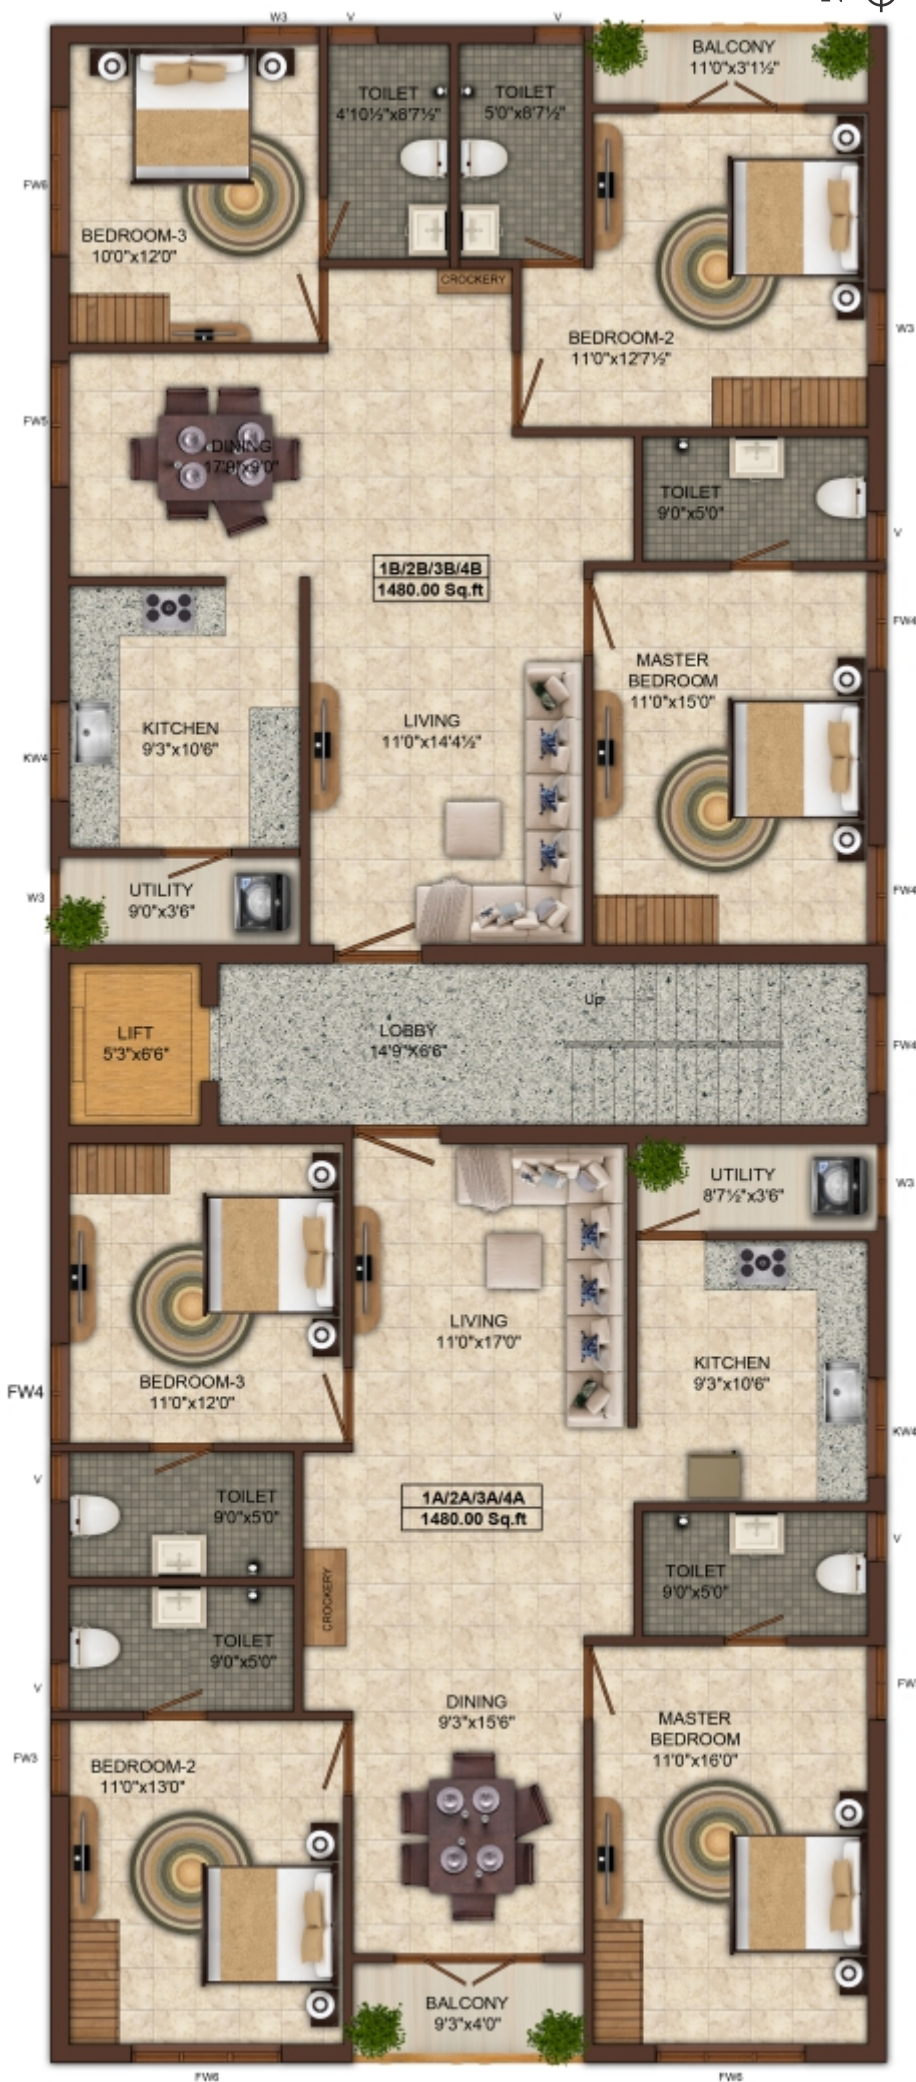 W3
V
V
BALCONY
11'0"x3'1½"
TOILET
4'10½"x8'7½"
TOILET
5'0"x8'7½"
FW6
BEDROOM-3
10'0"x12'0"
CROCKERY
BEDROOM-2
11'0"x12'7½"
W3
FW5
DINING
17'8"x9'0"
TOILET
9'0"x5'0"
V
1B/2B/3B/4B
1480.00 Sq.ft
FW4
MASTER
BEDROOM
11'0"x15'0"
LIVING
11'0"x14'4½"
KITCHEN
9'3"x10'6"
KW4
UTILITY
9'0"x3'6"
W3
FW4
Up
LIFT
5'3"x6'6"
LOBBY
14'9"X6'6"
FW4
UTILITY
8'7½"x3'6"
W3
LIVING
11'0"x17'0"
KITCHEN
9'3"x10'6"
BEDROOM-3
11'0"x12'0"
FW4
KW4
V
TOILET
9'0"x5'0"
1A/2A/3A/4A
1480.00 Sq.ft
V
TOILET
9'0"x5'0"
CROCKERY
TOILET
9'0"x5'0"
V
FW
DINING
9'3"x15'6"
MASTER
BEDROOM
11'0"x16'0"
FW3
BEDROOM-2
11'0"x13'0"
BALCONY
9'3"x4'0"
FW6
FW6